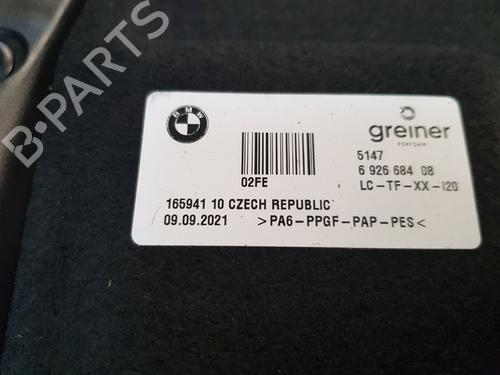 BMW
greiner
PERFORM
5147
6 926 684 08
LC-TF-XX-I20
02FE
165941 10 CZECH REPUBLIC
09.09.2021 >PA6-PPGF-PAP-PES<
B-PARTS